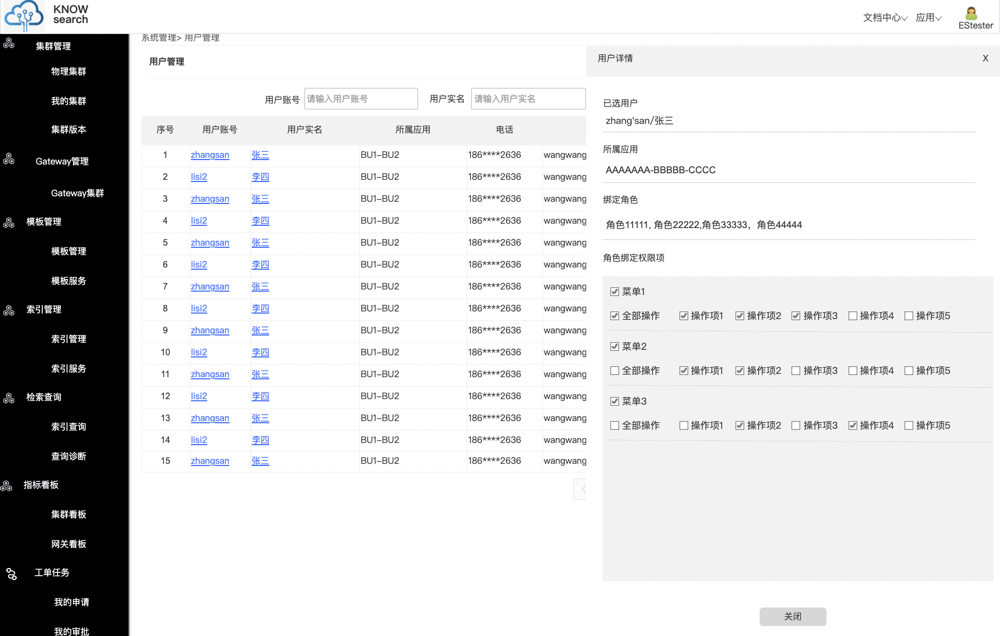 KNOW
search
文档中心 应用
EStester
集群管理
物理集群
我的集群
集群版本
Gateway管理
Gateway集群
模板管理
模板管理
模板服务
索引管理
索引管理
索引服务
检索查询
索引查询
查询诊断
指标看板
集群看板
网关看板
工单任务
我的申请
我的审批
系统管理> 用户管理
用户管理
用户账号 请输入用户账号 用户实名 请输入用户实名
序号 用户账号 用户实名 所属应用 电话
1 zhangsan 张三 BU1-BU2 186****2636 wangwang
2 lisi2 李四 BU1-BU2 186****2636 wangwang
3 zhangsan 张三 BU1-BU2 186****2636 wangwang
4 lisi2 李四 BU1-BU2 186****2636 wangwang
5 zhangsan 张三 BU1-BU2 186****2636 wangwang
6 lisi2 李四 BU1-BU2 186****2636 wangwang
7 zhangsan 张三 BU1-BU2 186****2636 wangwang
8 lisi2 李四 BU1-BU2 186****2636 wangwang
9 zhangsan 张三 BU1-BU2 186****2636 wangwang
10 lisi2 李四 BU1-BU2 186****2636 wangwang
11 zhangsan 张三 BU1-BU2 186****2636 wangwang
12 lisi2 李四 BU1-BU2 186****2636 wangwang
13 zhangsan 张三 BU1-BU2 186****2636 wangwang
14 lisi2 李四 BU1-BU2 186****2636 wangwang
15 zhangsan 张三 BU1-BU2 186****2636 wangwang
用户详情 X
已选用户
zhang'san/张三
所属应用
AAAAAAA-BBBBB-CCCC
绑定角色
角色11111, 角色22222,角色33333，角色44444
角色绑定权限项
菜单1
全部操作 操作项1 操作项2 操作项3 操作项4 操作项5
菜单2
全部操作 操作项1 操作项2 操作项3 操作项4 操作项5
菜单3
全部操作 操作项1 操作项2 操作项3 操作项4 操作项5
关闭